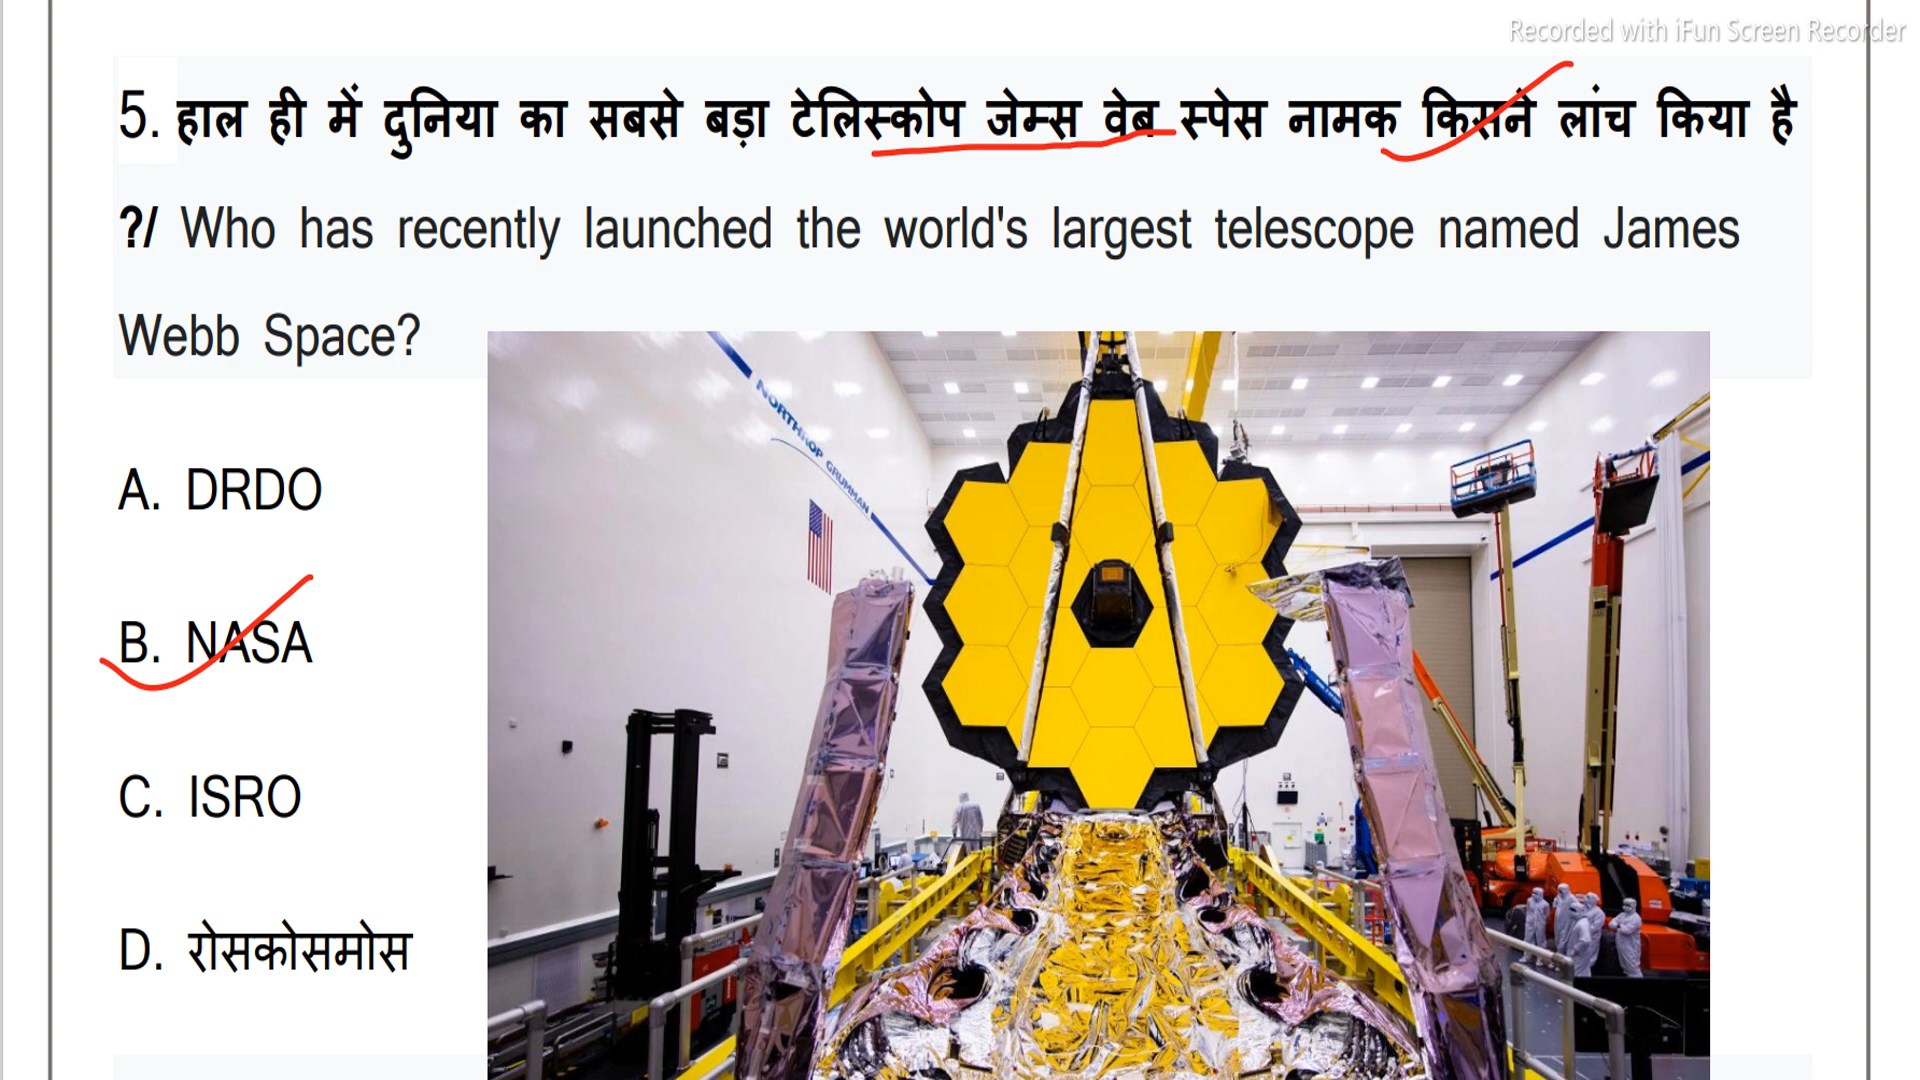 Recorded with iFun Screen Recorder
5. हाल ही में दुनिया का सबसे बड़ा टेलिस्कोप जेम्स वेब स्पेस नामक किसने लांच किया है
?/ Who has recently launched the world's largest telescope named James
Webb Space?
NORTHROP GRUMMAN
A. DRDO
B. NASA
C. ISRO
D. रोसकोसमोस